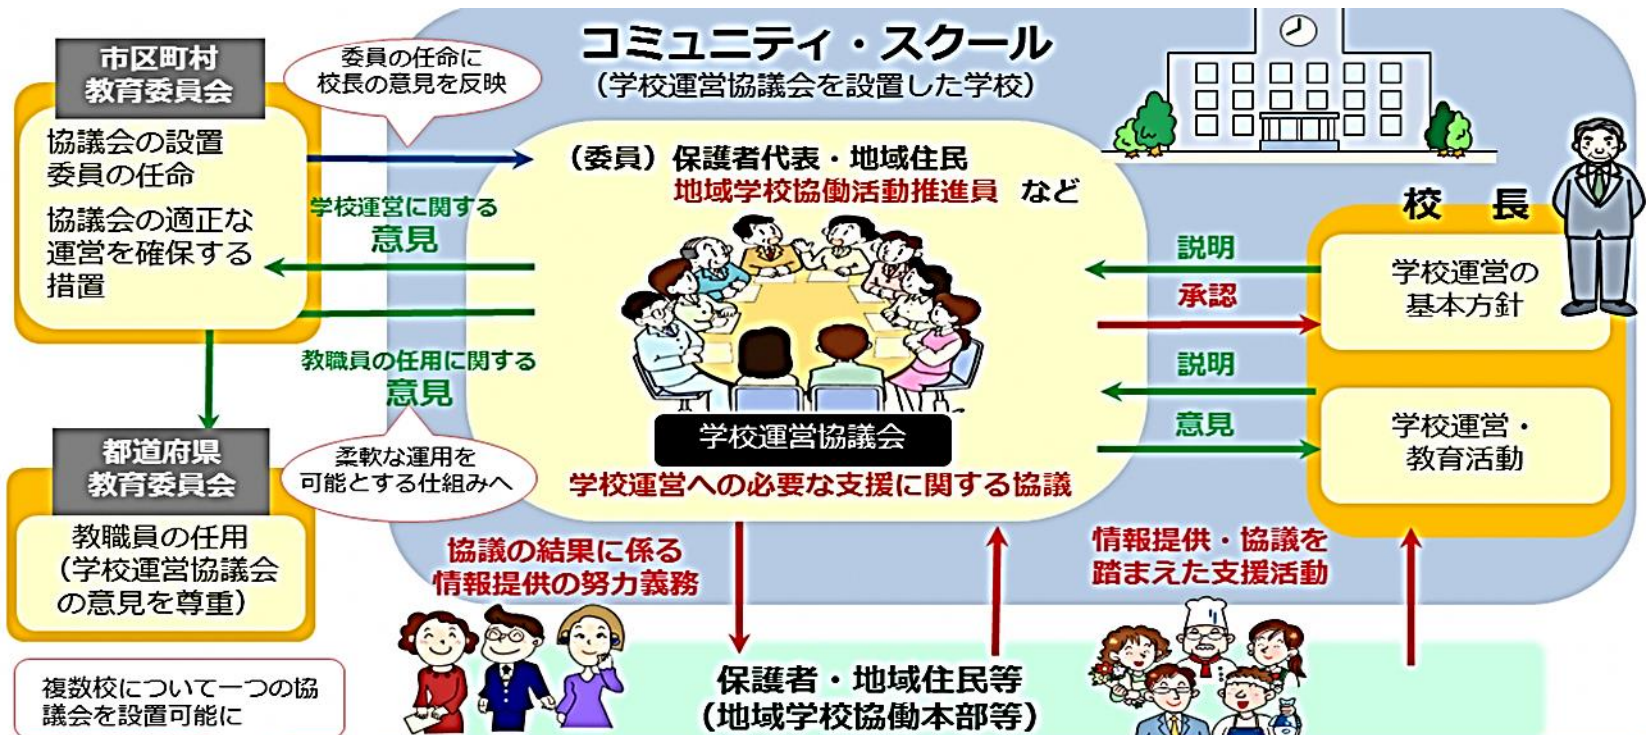 コミュニティ・スクール
（学校運営協議会を設置した学校）
市区町村
教育委員会
協議会の設置
委員の任命
協議会の適正な
運営を確保する
措置
委員の任命に
校長の意見を反映
学校運営に関する
意見
教職員の任用に関する
意見
柔軟な運用を
可能とする仕組みへ
都道府県
教育委員会
教職員の任用
（学校運営協議会
の意見を尊重）
複数校について一つの協
議会を設置可能に
（委員）保護者代表・地域住民
地域学校協働活動推進員 など
学校運営協議会
学校運営への必要な支援に関する協議
校 長
説明
承認
学校運営の
基本方針
説明
意見
学校運営・
教育活動
協議の結果に係る
情報提供の努力義務
情報提供・協議を
踏まえた支援活動
保護者・地域住民等
（地域学校協働本部等）